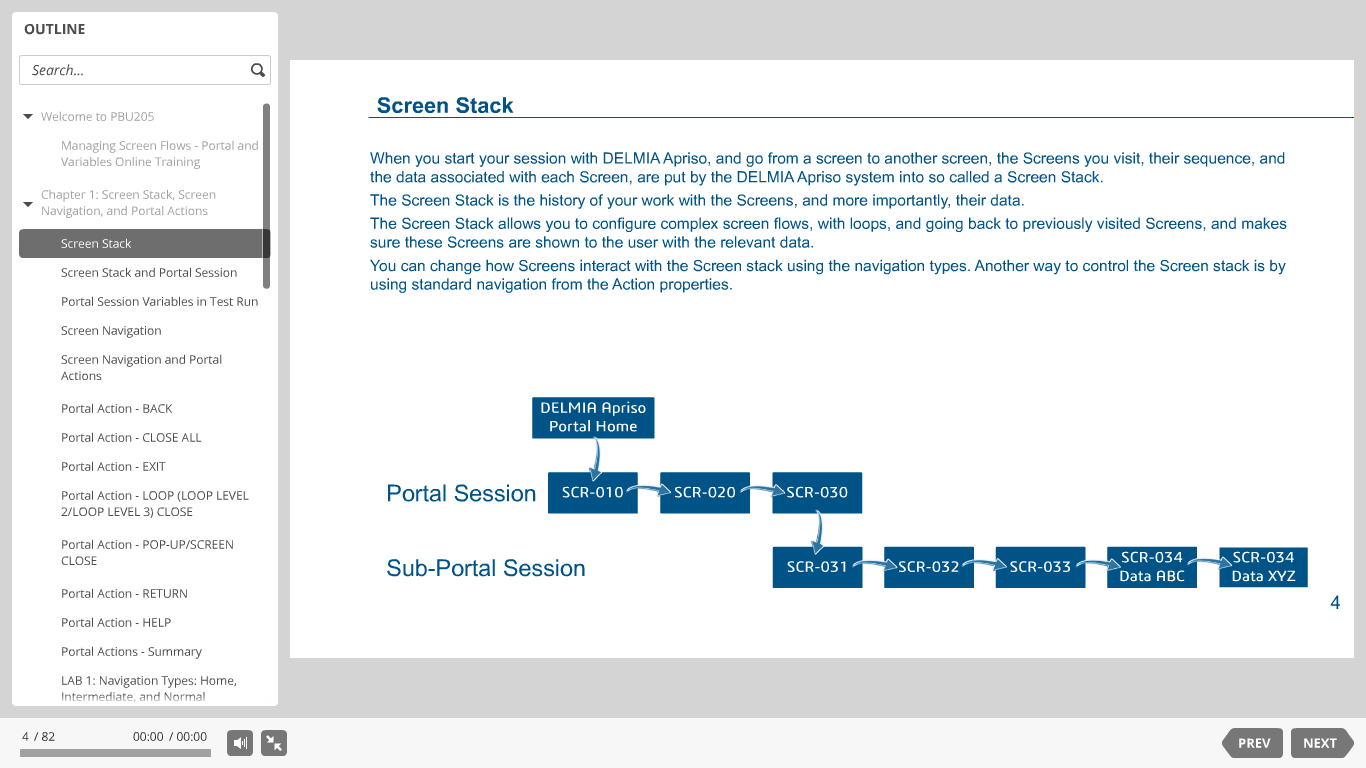 OUTLINE
Search...
Welcome to PBU205
Managing Screen Flows - Portal and
Variables Online Training
Chapter 1: Screen Stack, Screen
Navigation, and Portal Actions
Screen Stack
Screen Stack and Portal Session
Portal Session Variables in Test Run
Screen Navigation
Screen Navigation and Portal
Actions
Portal Action - BACK
Portal Action - CLOSE ALL
Portal Action - EXIT
Portal Action - LOOP (LOOP LEVEL
2/LOOP LEVEL 3) CLOSE
Portal Action - POP-UP/SCREEN
CLOSE
Portal Action - RETURN
Portal Action - HELP
Portal Actions - Summary
LAB 1: Navigation Types: Home,
Intermediate, and Normal
Screen Stack
When you start your session with DELMIA Apriso, and go from a screen to another screen, the Screens you visit, their sequence, and
the data associated with each Screen, are put by the DELMIA Apriso system into so called a Screen Stack.
The Screen Stack is the history of your work with the Screens, and more importantly, their data.
The Screen Stack allows you to configure complex screen flows, with loops, and going back to previously visited Screens, and makes
sure these Screens are shown to the user with the relevant data.
You can change how Screens interact with the Screen stack using the navigation types. Another way to control the Screen stack is by
using standard navigation from the Action properties.
DELMIA Apriso
Portal Home
Portal Session
SCR-010
SCR-020
SCR-030
Sub-Portal Session
SCR-031
SCR-032
SCR-033
SCR-034
Data ABC
SCR-034
Data XYZ
4
4 / 82
00:00 / 00:00
PREV
NEXT